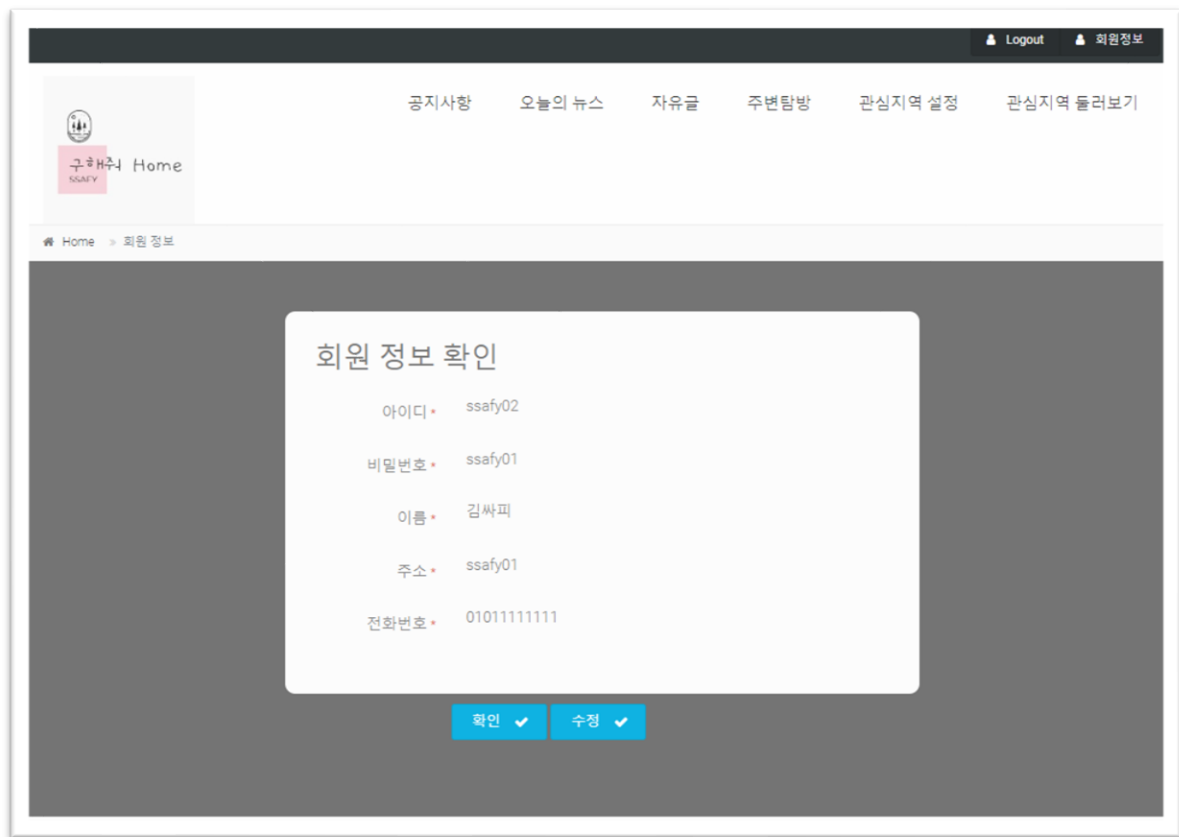 Logout 회원정보
공지사항 오늘의 뉴스 자유글 주변탐방 관심지역 설정 관심지역 둘러보기
구해줘 Home
SSAFY
Home » 회원 정보
회원 정보 확인
아이디 * ssafy02
비밀번호 * ssafy01
이름 * 김싸피
주소 * ssafy01
전화번호 * 01011111111
확인 수정